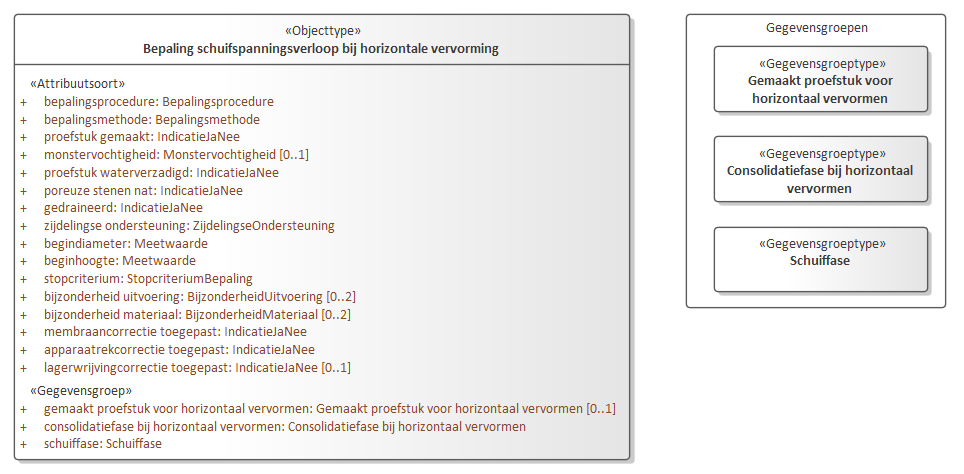 «Objecttype»
Bepaling schuifspanningsverloop bij horizontale vervorming
«Attribuutsoort»
+ bepalingsprocedure: Bepalingsprocedure
+ bepalingsmethode: Bepalingsmethode
+ proefstuk gemaakt: IndicatieJaNee
+ monstervochtigheid: Monstervochtigheid [0..1]
+ proefstuk waterverzadigd: IndicatieJaNee
+ poreuze stenen nat: IndicatieJaNee
+ gedraineerd: IndicatieJaNee
+ zijdelingse ondersteuning: ZijdelingseOndersteuning
+ begindiameter: Meetwaarde
+ beginhoogte: Meetwaarde
+ stopcriterium: StopcriteriumBepaling
+ bijzonderheid uitvoering: BijzonderheidUitvoering [0..2]
+ bijzonderheid materiaal: BijzonderheidMateriaal [0..2]
+ membraancorrectie toegepast: IndicatieJaNee
+ apparaatrekcorrectie toegepast: IndicatieJaNee
+ lagerwrijvingcorrectie toegepast: IndicatieJaNee [0..1]
«Gegevensgroep»
+ gemaakt proefstuk voor horizontaal vervormen: Gemaakt proefstuk voor horizontaal vervormen [0..1]
+ consolidatiefase bij horizontaal vervormen: Consolidatiefase bij horizontaal vervormen
+ schuiffase: Schuiffase
Gegevensgroepen
«Gegevensgroeptype»
Gemaakt proefstuk voor
horizontaal vervormen
«Gegevensgroeptype»
Consolidatiefase bij horizontaal
vervormen
«Gegevensgroeptype»
Schuiffase